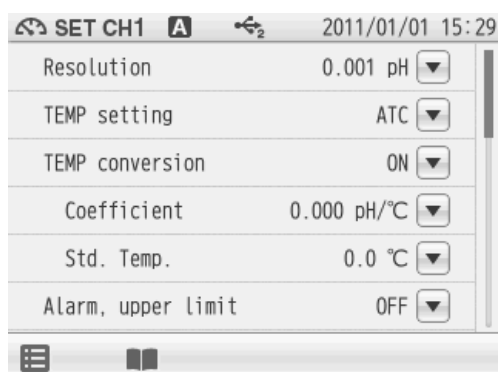 SET CH1 A 2 2011/01/01 15:29
Resolution 0.001 pH
TEMP setting ATC
TEMP conversion ON
Coefficient 0.000 pH/℃
Std. Temp. 0.0 ℃
Alarm, upper limit OFF